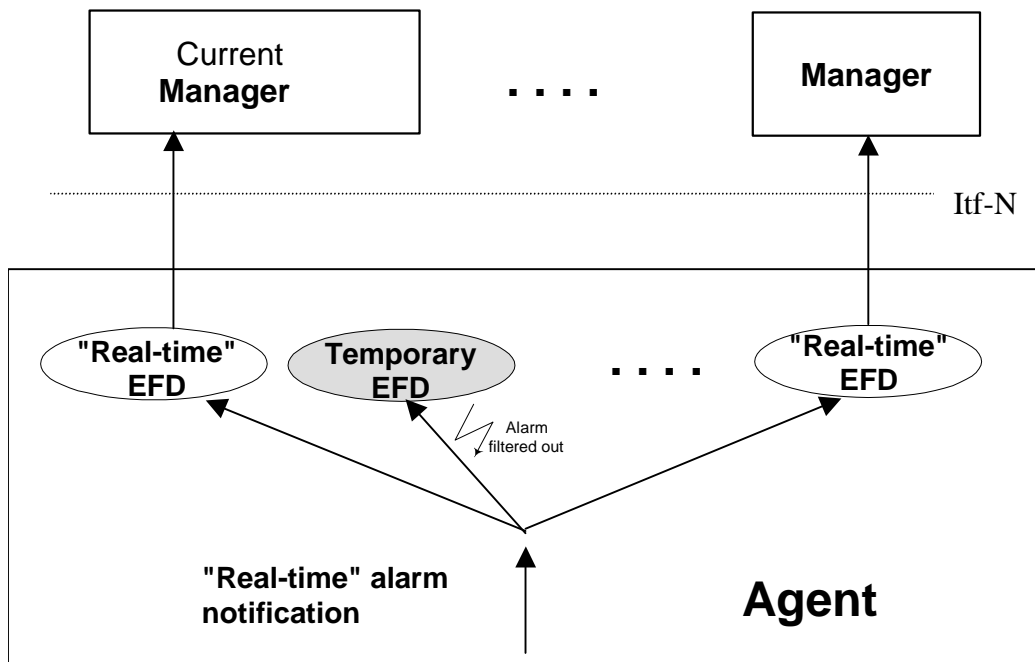 Current
Manager
. . . .
Manager
Itf-N
"Real-time"
EFD
Temporary
EFD
. . . .
"Real-time"
EFD
Alarm
filtered out
"Real-time" alarm
notification
Agent